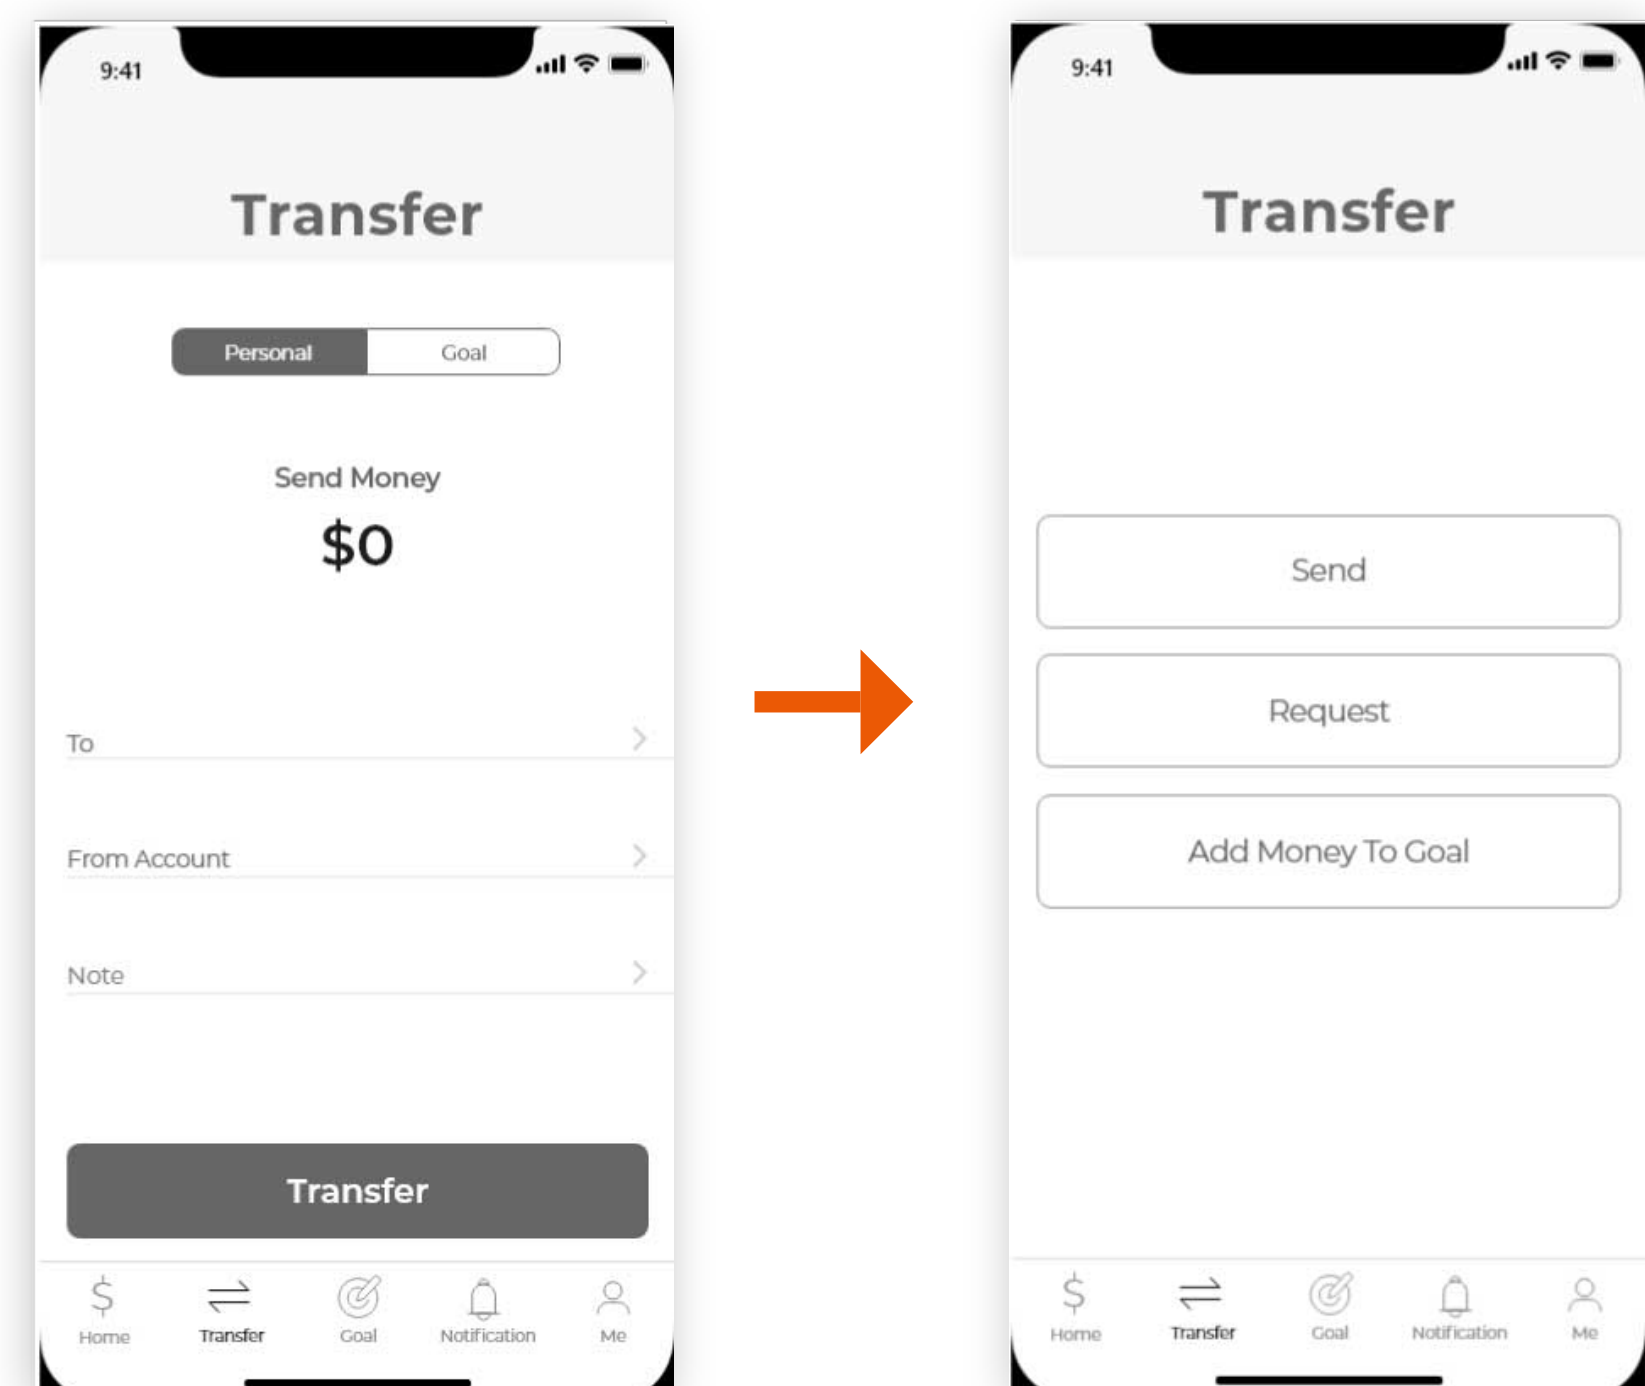 9:41
Transfer
Personal Goal
Send Money
$0
To
From Account
Note
Transfer
Home Transfer Goal Notification Me
9:41
Transfer
Send
Request
Add Money To Goal
Home Transfer Goal Notification Me